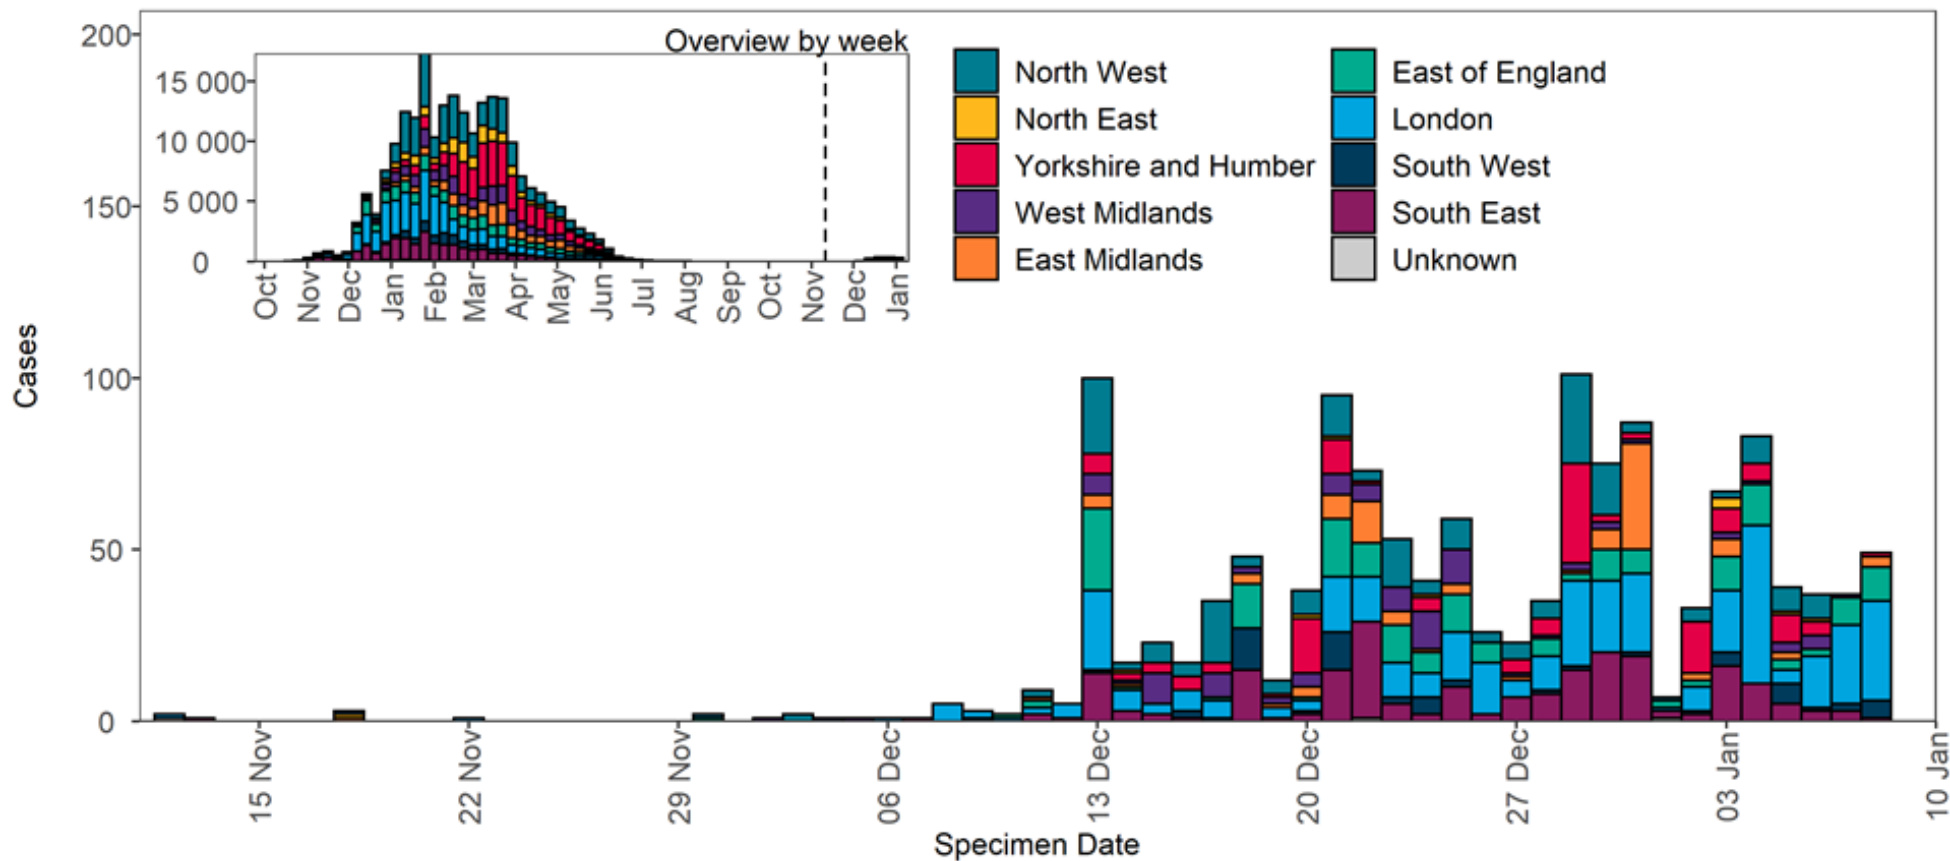 Overview by week
200
150
100
50
0
Cases
15 000
10 000
5 000
0
Oct
Nov
Dec
Jan
Feb
Mar
Apr
May
Jun
Jul
Aug
Sep
Oct
Nov
Dec
Jan
North West
North East
Yorkshire and Humber
West Midlands
East Midlands
East of England
London
South West
South East
Unknown
15 Nov
22 Nov
29 Nov
06 Dec
13 Dec
20 Dec
27 Dec
03 Jan
10 Jan
Specimen Date